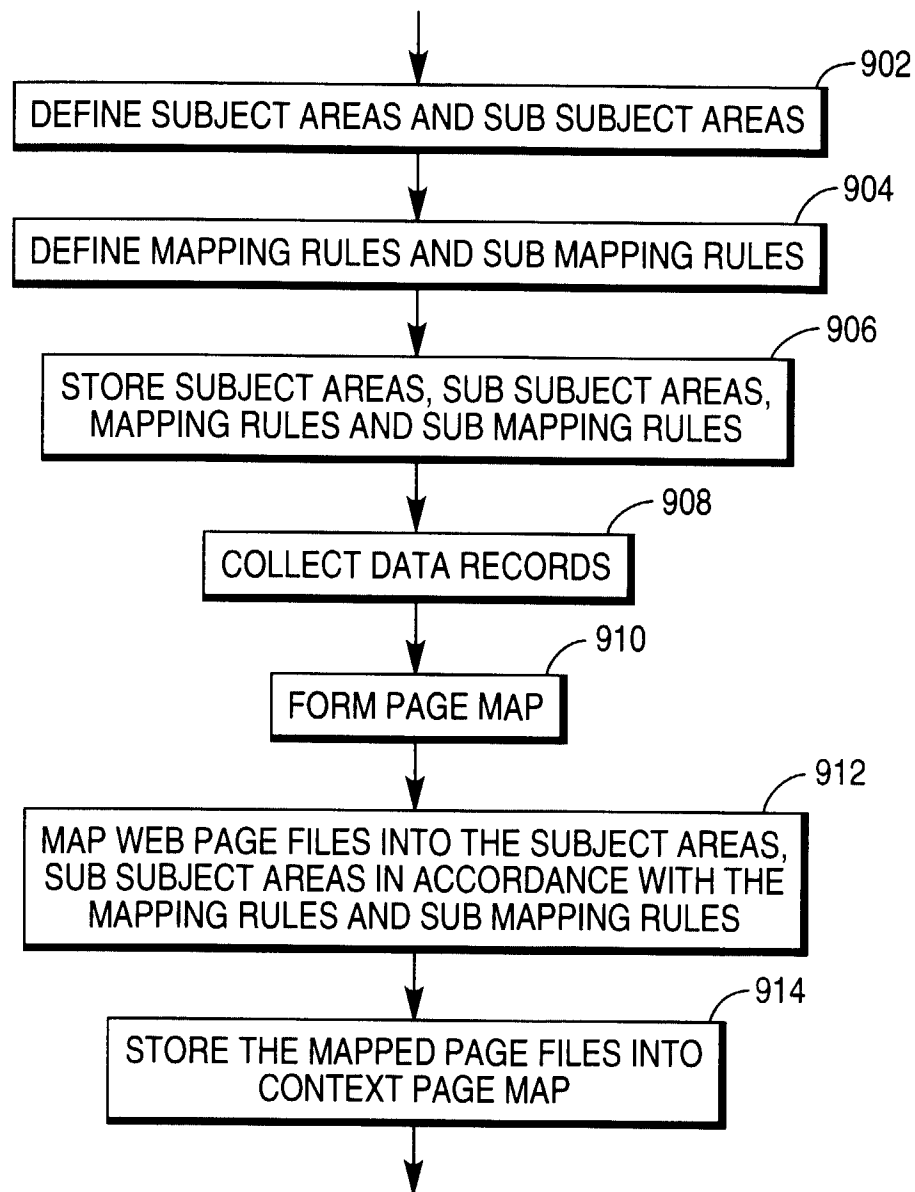 902
DEFINE SUBJECT AREAS AND SUB SUBJECT AREAS
904
DEFINE MAPPING RULES AND SUB MAPPING RULES
906
STORE SUBJECT AREAS, SUB SUBJECT AREAS,
MAPPING RULES AND SUB MAPPING RULES
908
COLLECT DATA RECORDS
910
FORM PAGE MAP
912
MAP WEB PAGE FILES INTO THE SUBJECT AREAS,
SUB SUBJECT AREAS IN ACCORDANCE WITH THE
MAPPING RULES AND SUB MAPPING RULES
914
STORE THE MAPPED PAGE FILES INTO
CONTEXT PAGE MAP